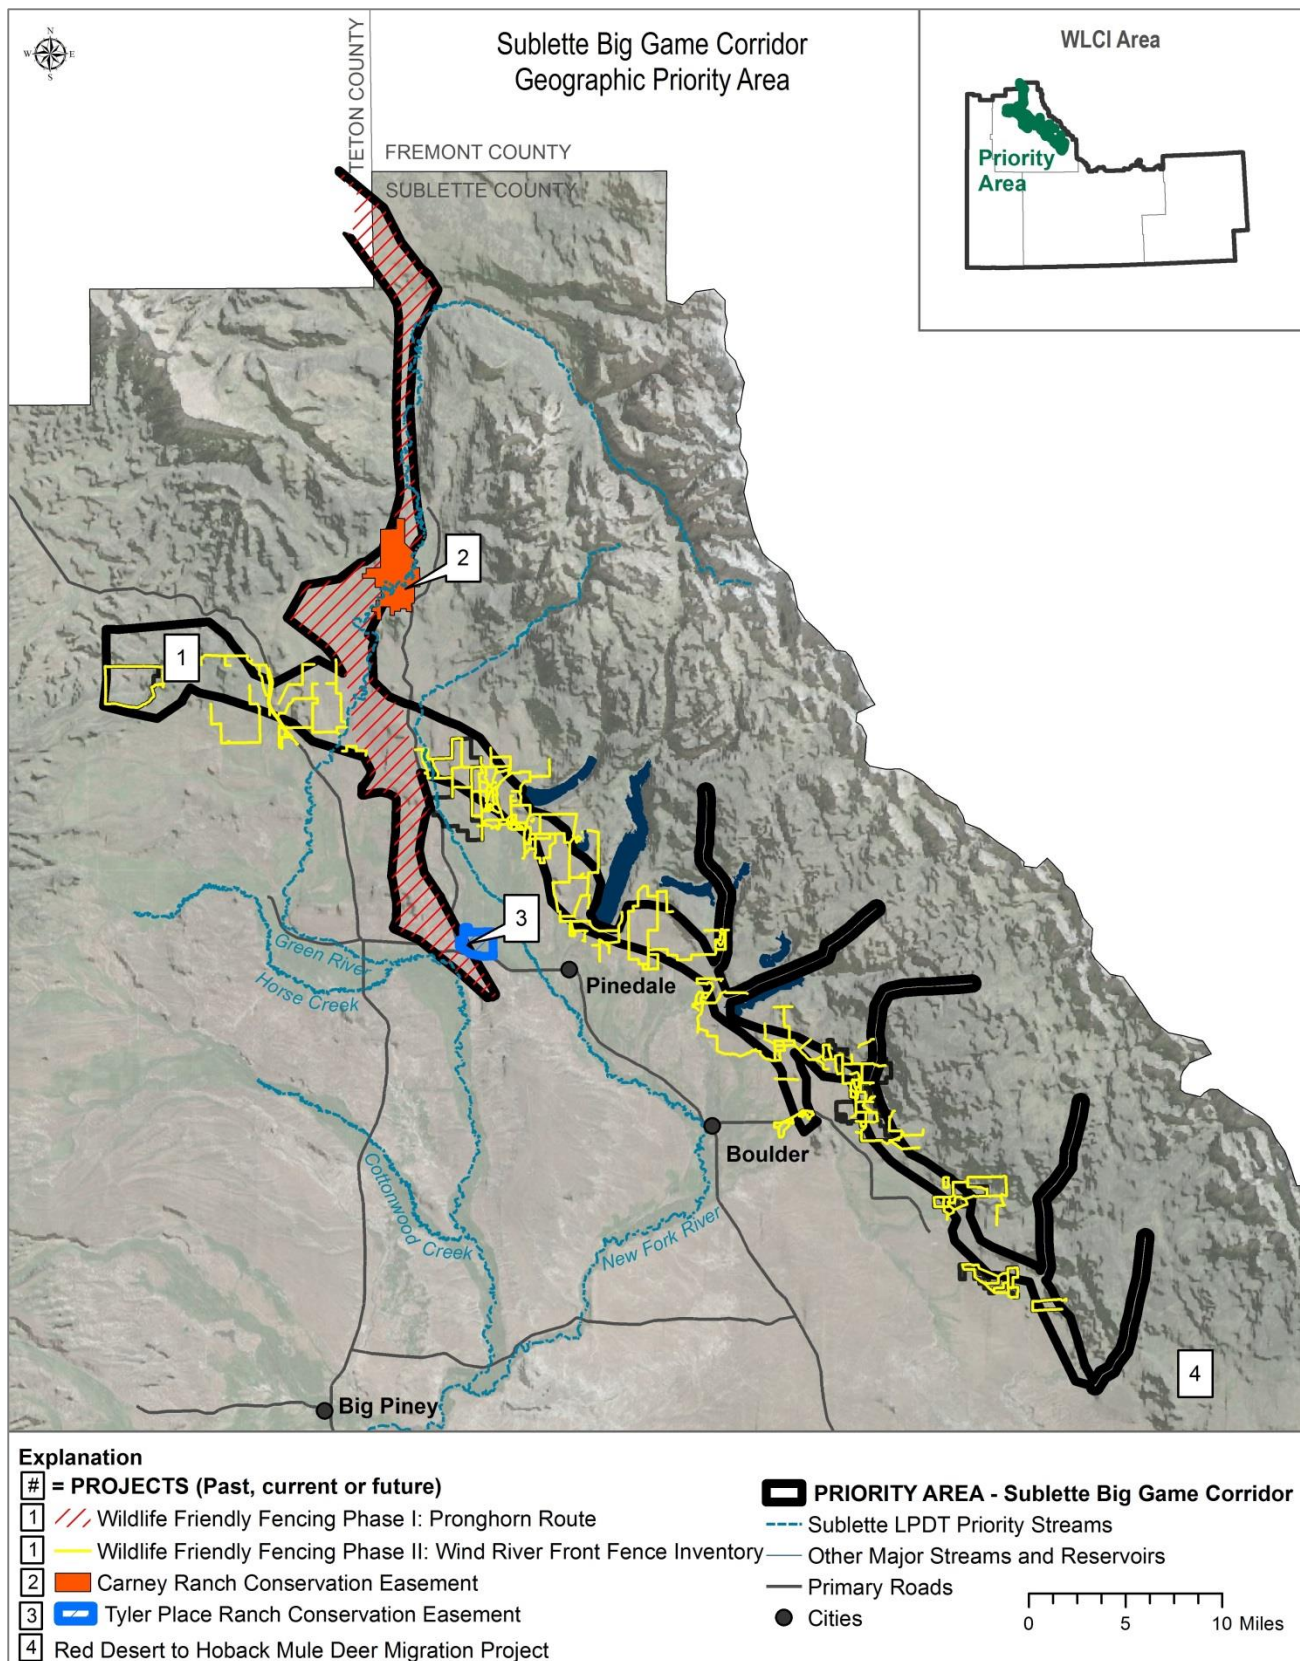 N
W E
S
TETON COUNTY
Sublette Big Game Corridor
Geographic Priority Area
FREMONT COUNTY
SUBLETTE COUNTY
WLCI Area
Priority
Area
2
1
3
Green River
Horse Creek
Pinedale
Boulder
Cottonwood Creek
New Fork River
4
Big Piney
Explanation
# = PROJECTS (Past, current or future)
1 Wildlife Friendly Fencing Phase I: Pronghorn Route
1 Wildlife Friendly Fencing Phase II: Wind River Front Fence Inventory
2 Carney Ranch Conservation Easement
3 Tyler Place Ranch Conservation Easement
4 Red Desert to Hoback Mule Deer Migration Project
PRIORITY AREA - Sublette Big Game Corridor
Sublette LPDT Priority Streams
Other Major Streams and Reservoirs
Primary Roads
Cities
0 5 10 Miles